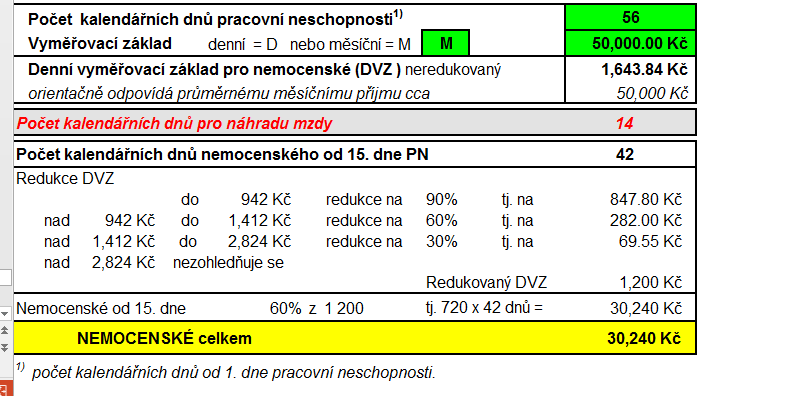 Počet kalendářních dnů pracovní neschopnosti1) 56
Vyměřovací základ denní = D nebo měsíční = M M 50,000.00 Kč
Denní vyměřovací základ pro nemocenské (DVZ ) neredukovaný 1,643.84 Kč
orientačně odpovídá průměrnému měsíčnímu příjmu cca 50,000 Kč
Počet kalendářních dnů pro náhradu mzdy 14
Počet kalendářních dnů nemocenského od 15. dne PN 42
Redukce DVZ
do 942 Kč redukce na 90% tj. na 847.80 Kč
nad 942 Kč do 1,412 Kč redukce na 60% tj. na 282.00 Kč
nad 1,412 Kč do 2,824 Kč redukce na 30% tj. na 69.55 Kč
nad 2,824 Kč nezohledňuje se
Redukovaný DVZ 1,200 Kč
Nemocenské od 15. dne 60% z 1 200 tj. 720 x 42 dnů = 30,240 Kč
NEMOCENSKÉ celkem 30,240 Kč
1) počet kalendářních dnů od 1. dne pracovní neschopnosti.